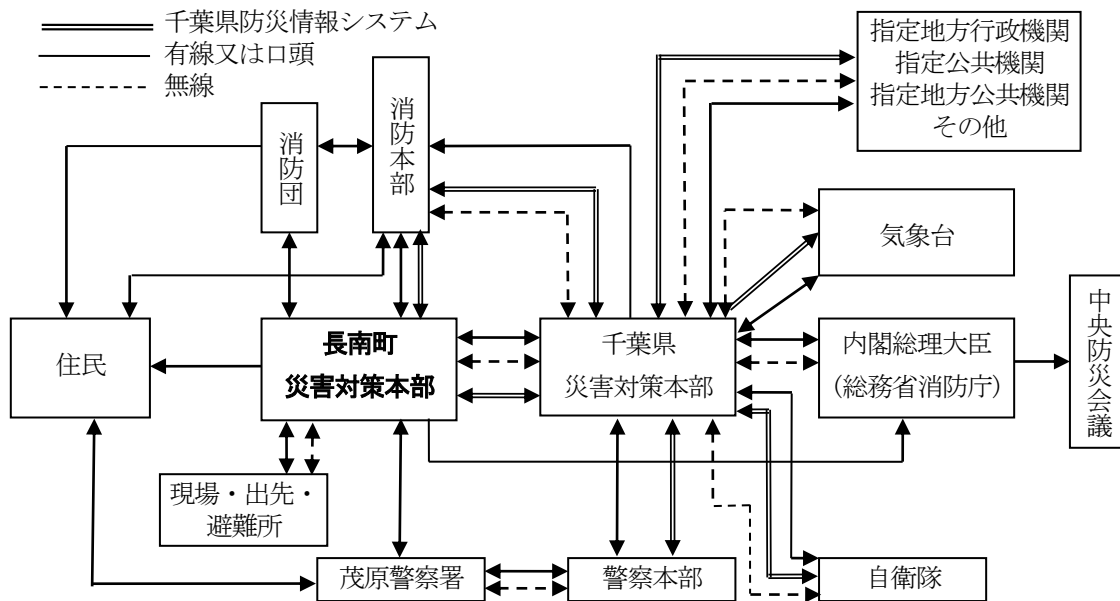 千葉県防災情報システム
有線又は口頭
無線
指定地方行政機関
指定公共機関
指定地方公共機関
その他
消防団
消防本部
気象台
住民
長南町
災害対策本部
千葉県
災害対策本部
内閣総理大臣
(総務省消防庁)
中央防災会議
現場・出先・
避難所
茂原警察署
警察本部
自衛隊